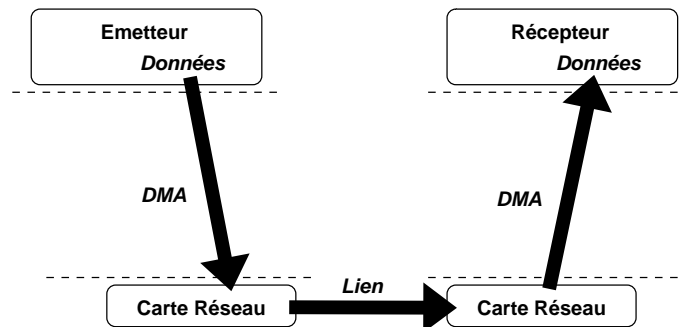 Emetteur
Données
Récepteur
Données
DMA
DMA
Lien
Carte Réseau
Carte Réseau